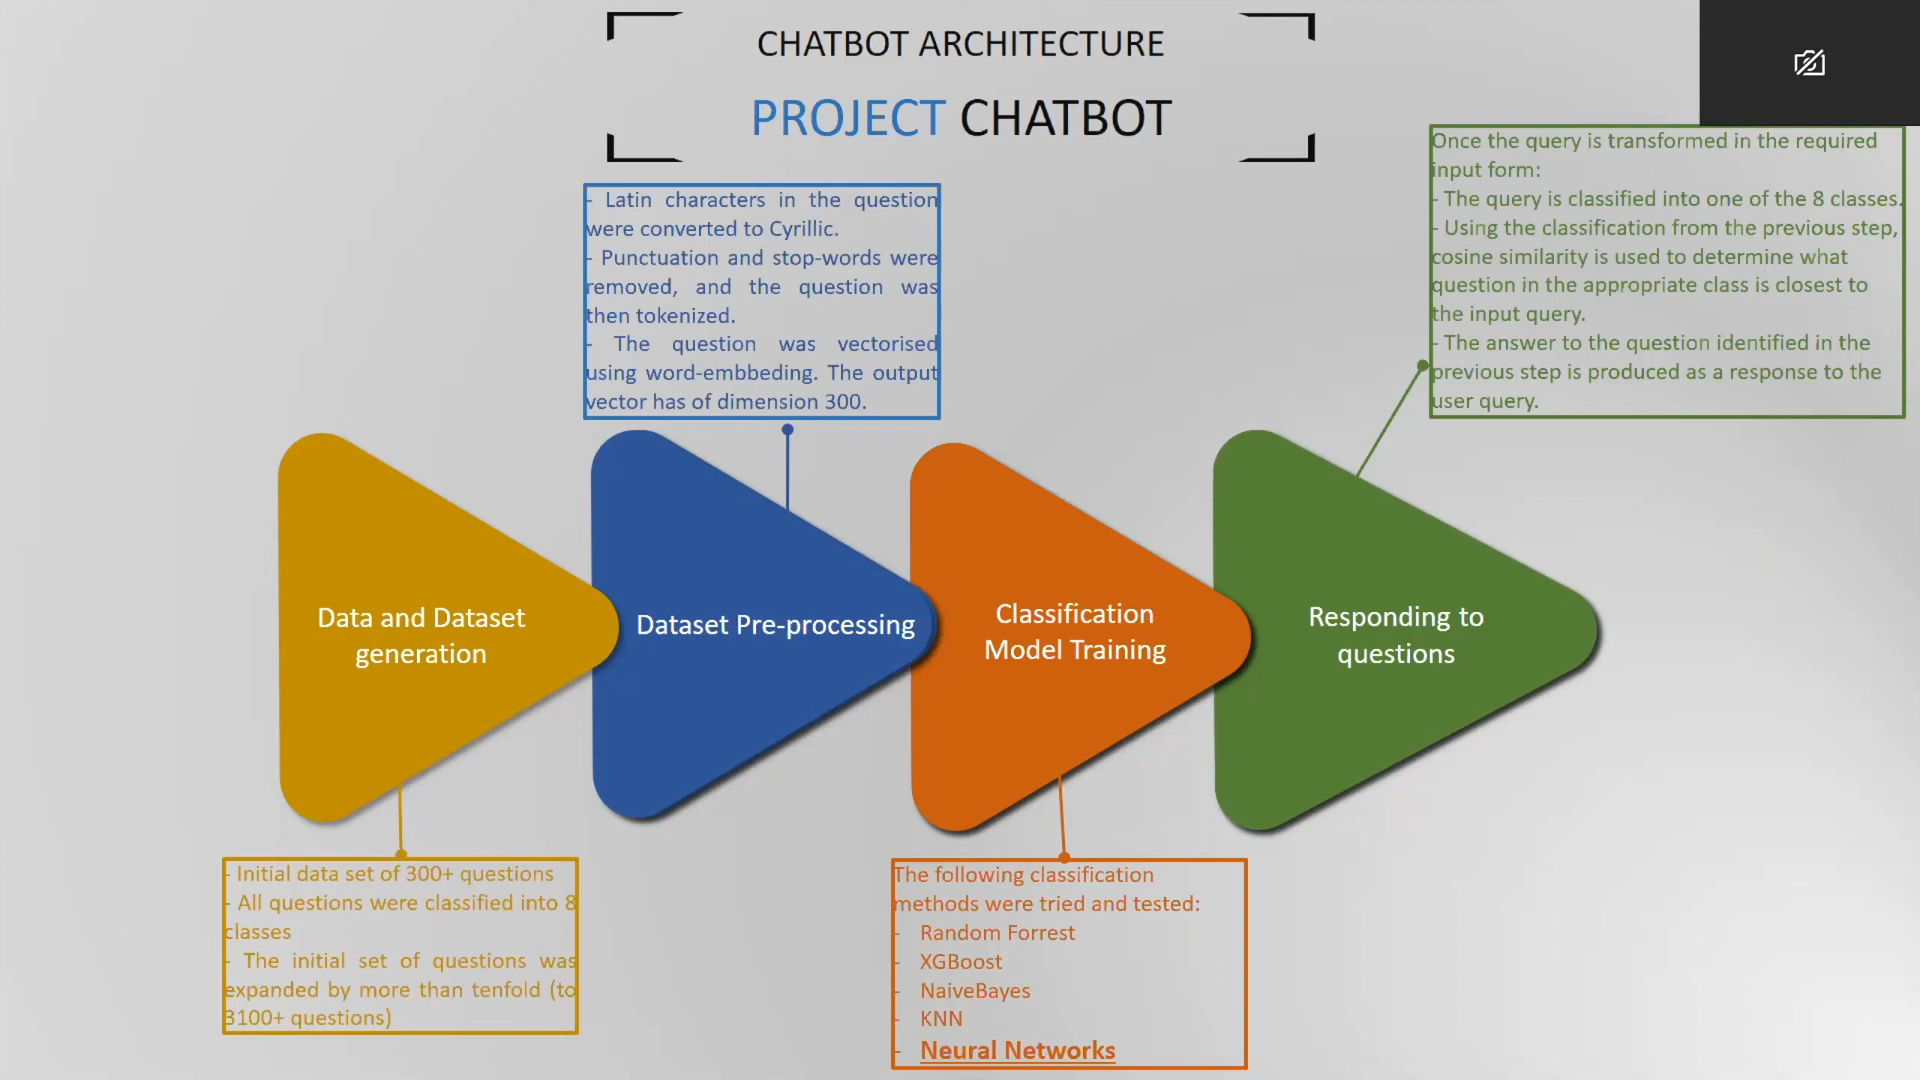 CHATBOT ARCHITECTURE
PROJECT CHATBOT
- Latin characters in the question
were converted to Cyrillic.
- Punctuation and stop-words were
removed, and the question was
then tokenized.
- The question was vectorised
using word-embbeding. The output
vector has of dimension 300.
Once the query is transformed in the required
input form:
- The query is classified into one of the 8 classes.
- Using the classification from the previous step,
cosine similarity is used to determine what
question in the appropriate class is closest to
the input query.
- The answer to the question identified in the
previous step is produced as a response to the
user query.
Data and Dataset
generation
Dataset Pre-processing
Classification
Model Training
Responding to
questions
- Initial data set of 300+ questions
- All questions were classified into 8
classes
- The initial set of questions was
expanded by more than tenfold (to
3100+ questions)
The following classification
methods were tried and tested:
- Random Forrest
- XGBoost
- NaiveBayes
- KNN
- Neural Networks